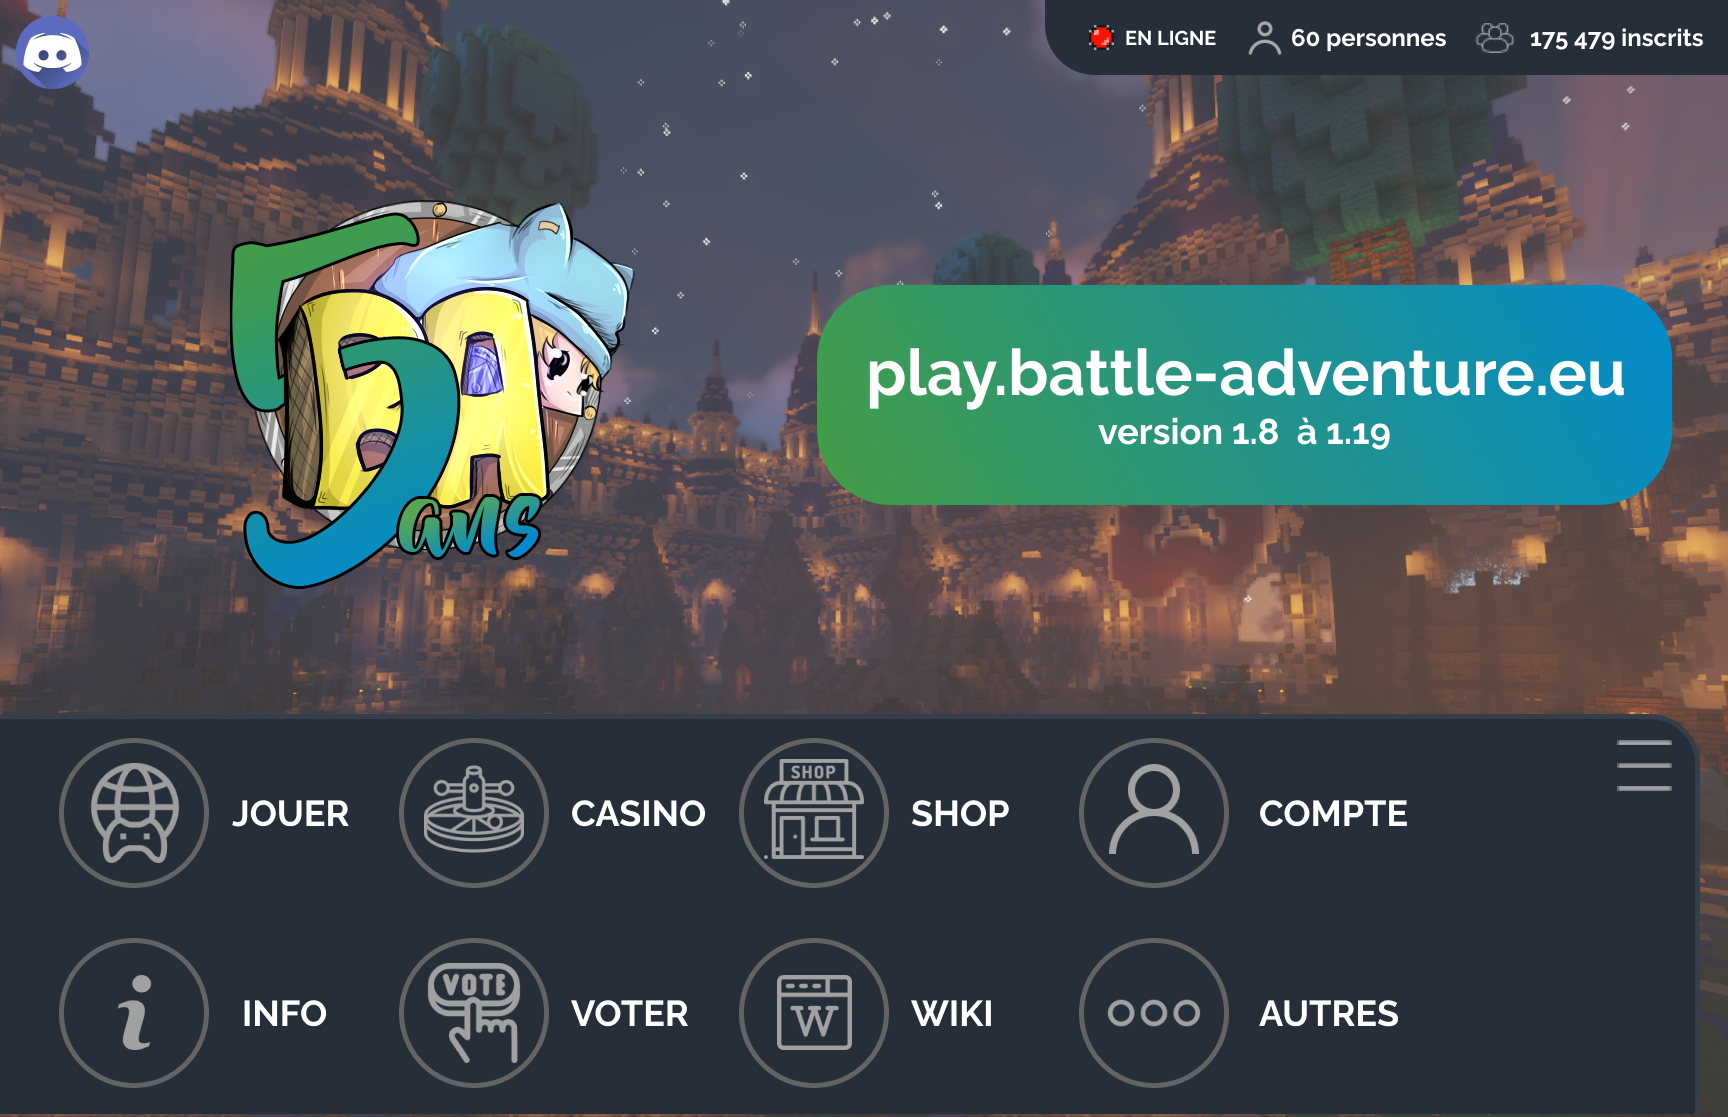 EN LIGNE
60 personnes
175 479 inscrits
5 BA
ans
play.battle-adventure.eu
version 1.8 à 1.19
JOUER
CASINO
SHOP
SHOP
COMPTE
INFO
VOTE
VOTER
W
WIKI
AUTRES